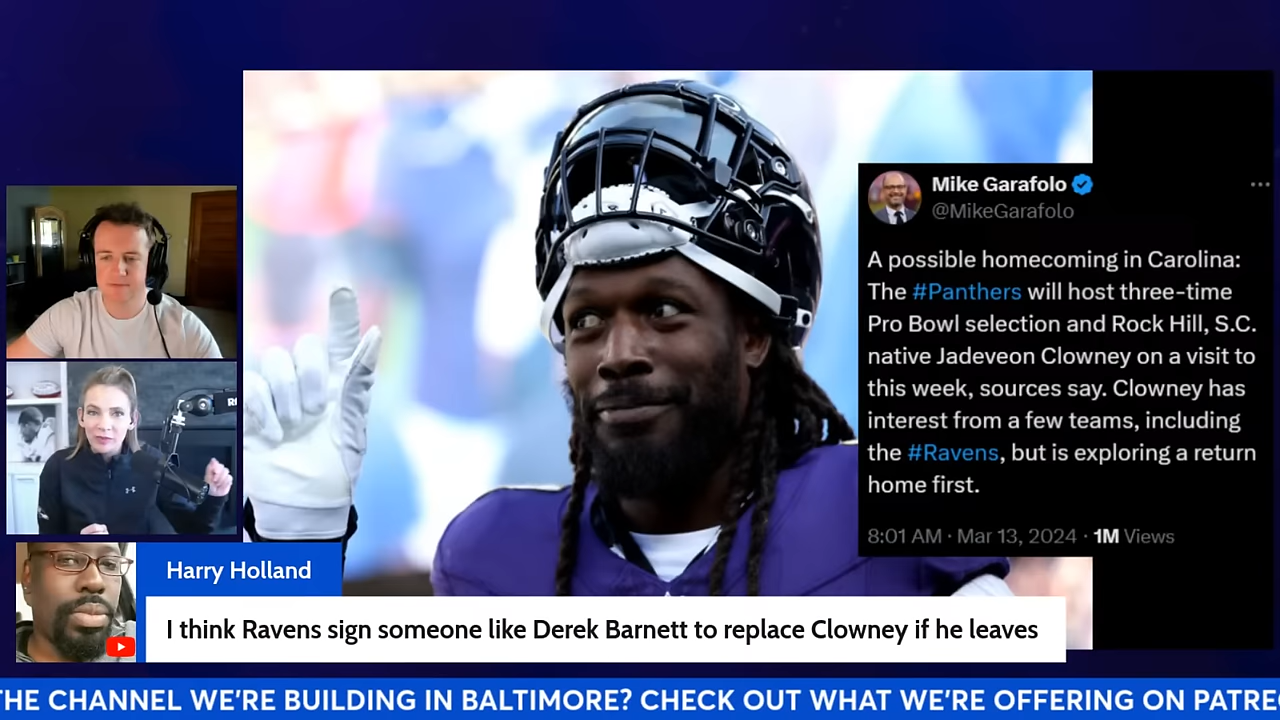 Mike Garafolo
@MikeGarafolo
A possible homecoming in Carolina:
The #Panthers will host three-time
Pro Bowl selection and Rock Hill, S.C.
native Jadeveon Clowney on a visit to
this week, sources say. Clowney has
interest from a few teams, including
the #Ravens, but is exploring a return
home first.
8:01 AM · Mar 13, 2024 · 1M Views
Harry Holland
I think Ravens sign someone like Derek Barnett to replace Clowney if he leaves
THE CHANNEL WE'RE BUILDING IN BALTIMORE? CHECK OUT WHAT WE'RE OFFERING ON PATRE